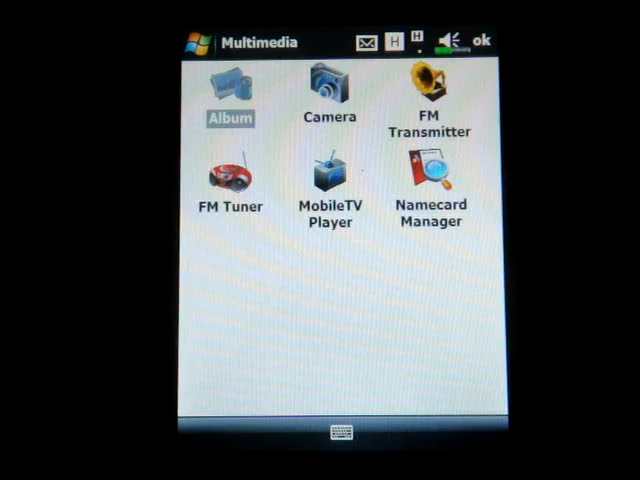 Multimedia H H ok
Album Camera FM
Transmitter
FM Tuner MobileTV Namecard
Player Manager